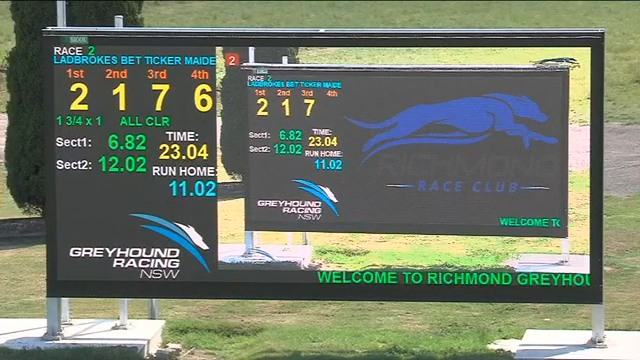 RACE 2
LADBROKES BET TICKER MAIDE
1st 2nd 3rd 4th
2 1 7 6
1 3/4 x 1 ALL CLR
Sect1: 6.82 TIME:
23.04
Sect2: 12.02 RUN HOME:
11.02
GREYHOUND
RACING
NSW
2
RACE 2
LADBROKES BET TICKER MAIDE
1st 2nd 3rd 4th
2 1 7
Sect1: 6.82 TIME:
23.04
Sect2: 12.02 RUN HOME:
11.02
GREYHOUND
RACING
NSW
RACE CLUB
WELCOME TO
WELCOME TO RICHMOND GREYHOU